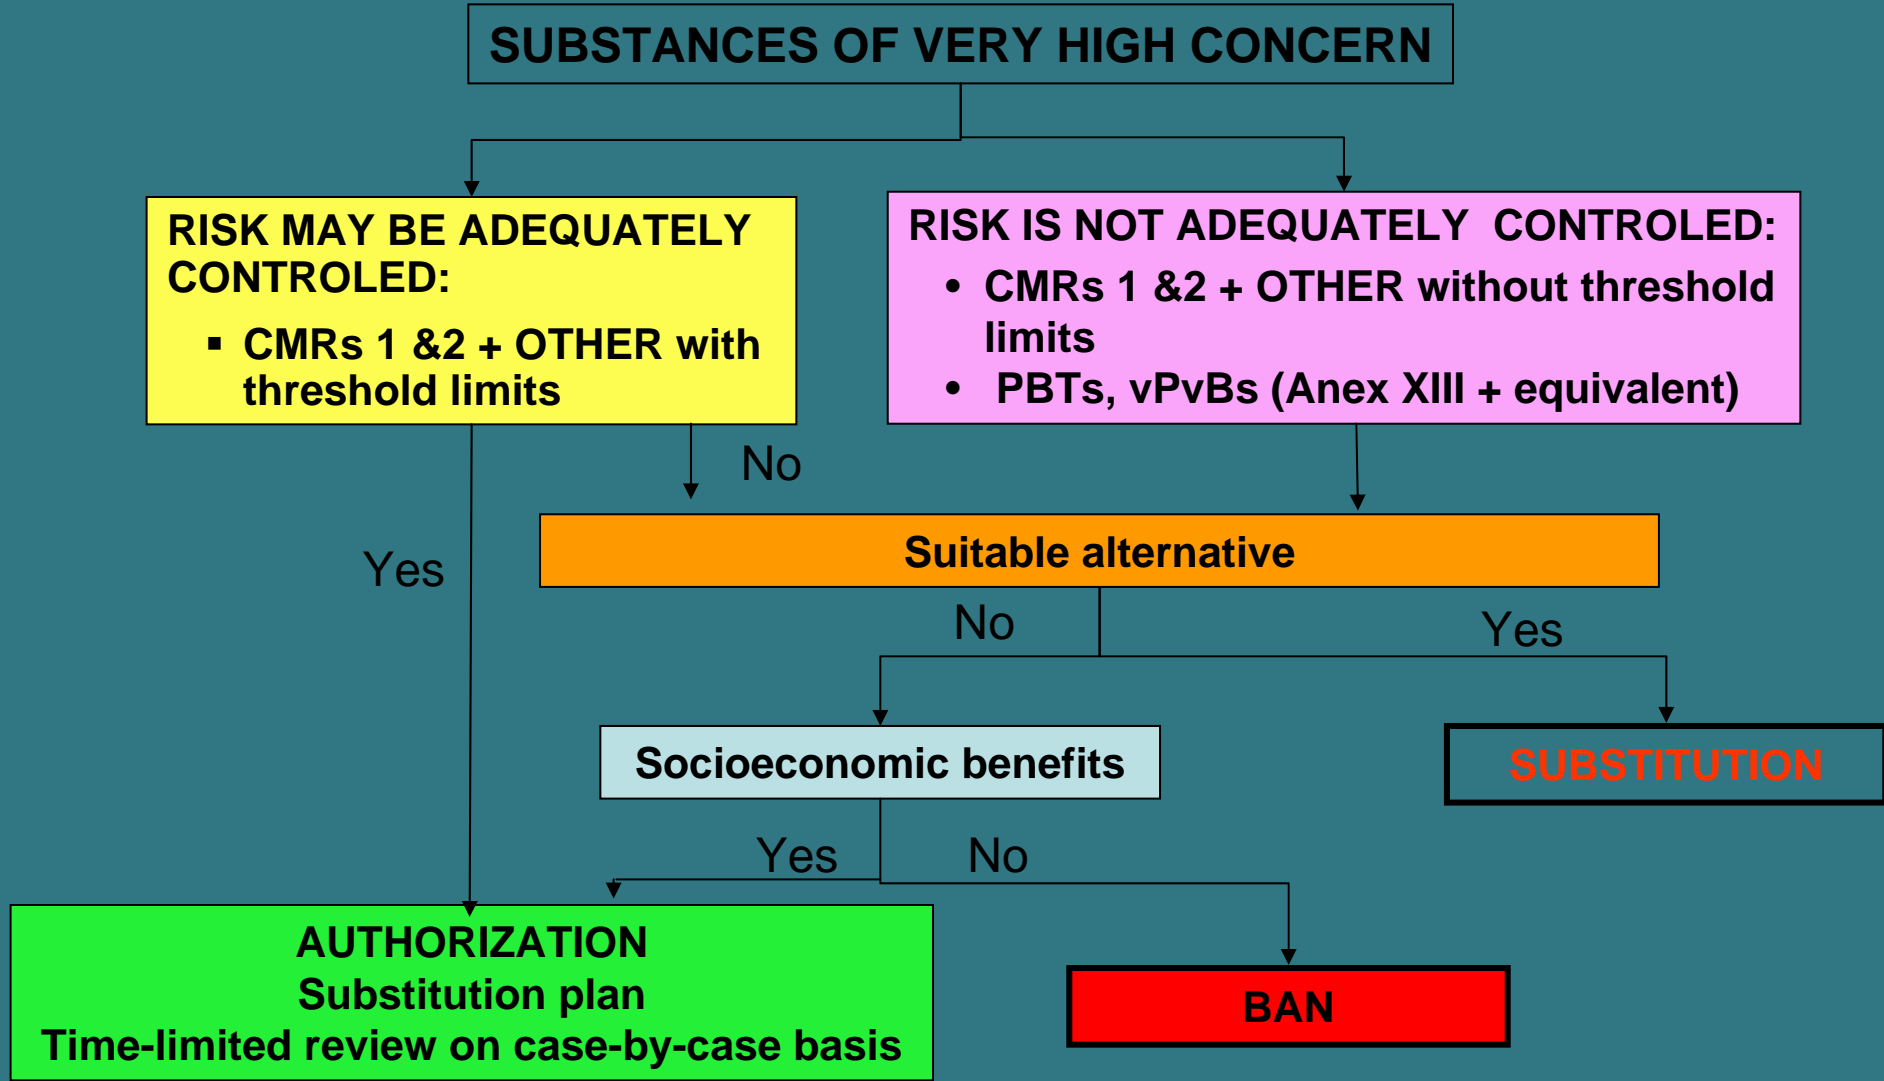 SUBSTANCES OF VERY HIGH CONCERN
RISK MAY BE ADEQUATELY
CONTROLED:
▪ CMRs 1 &2 + OTHER with
threshold limits
RISK IS NOT ADEQUATELY CONTROLED:
• CMRs 1 &2 + OTHER without threshold
limits
• PBTs, vPvBs (Anex XIII + equivalent)
No
Yes
Suitable alternative
No
Yes
Socioeconomic benefits
SUBSTITUTION
Yes
No
AUTHORIZATION
Substitution plan
Time-limited review on case-by-case basis
BAN